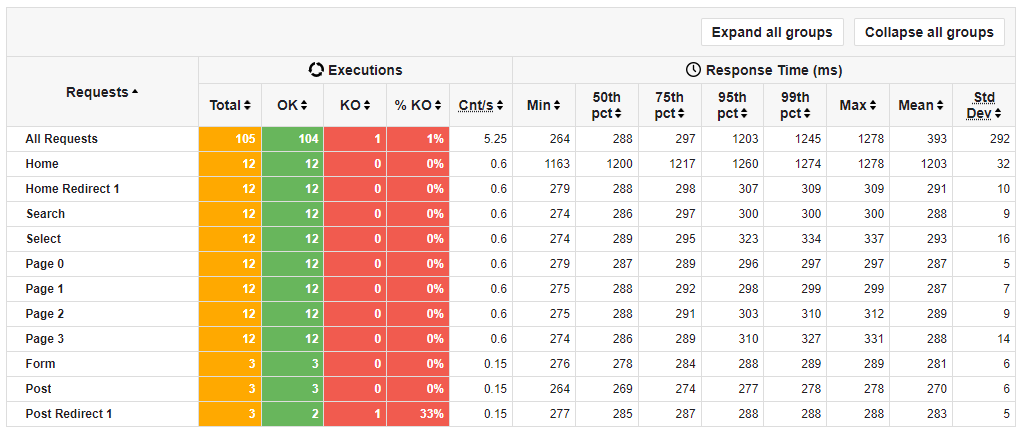 Expand all groups Collapse all groups
Requests Executions Response Time (ms)
Total OK KO % KO Cnt/s Min 50th pct 75th pct 95th pct 99th pct Max Mean Std Dev
All Requests 105 104 1 1% 5.25 264 288 297 1203 1245 1278 393 292
Home 12 12 0 0% 0.6 1163 1200 1217 1260 1274 1278 1203 32
Home Redirect 1 12 12 0 0% 0.6 279 288 298 307 309 309 291 10
Search 12 12 0 0% 0.6 274 286 297 300 300 300 288 9
Select 12 12 0 0% 0.6 274 289 295 323 334 337 293 16
Page 0 12 12 0 0% 0.6 279 287 289 296 297 297 287 5
Page 1 12 12 0 0% 0.6 275 288 292 298 299 299 287 7
Page 2 12 12 0 0% 0.6 275 288 291 303 310 312 289 9
Page 3 12 12 0 0% 0.6 274 286 289 310 327 331 288 14
Form 3 3 0 0% 0.15 276 278 284 288 289 289 281 6
Post 3 3 0 0% 0.15 264 269 274 277 278 278 270 6
Post Redirect 1 3 2 1 33% 0.15 277 285 287 288 288 288 283 5